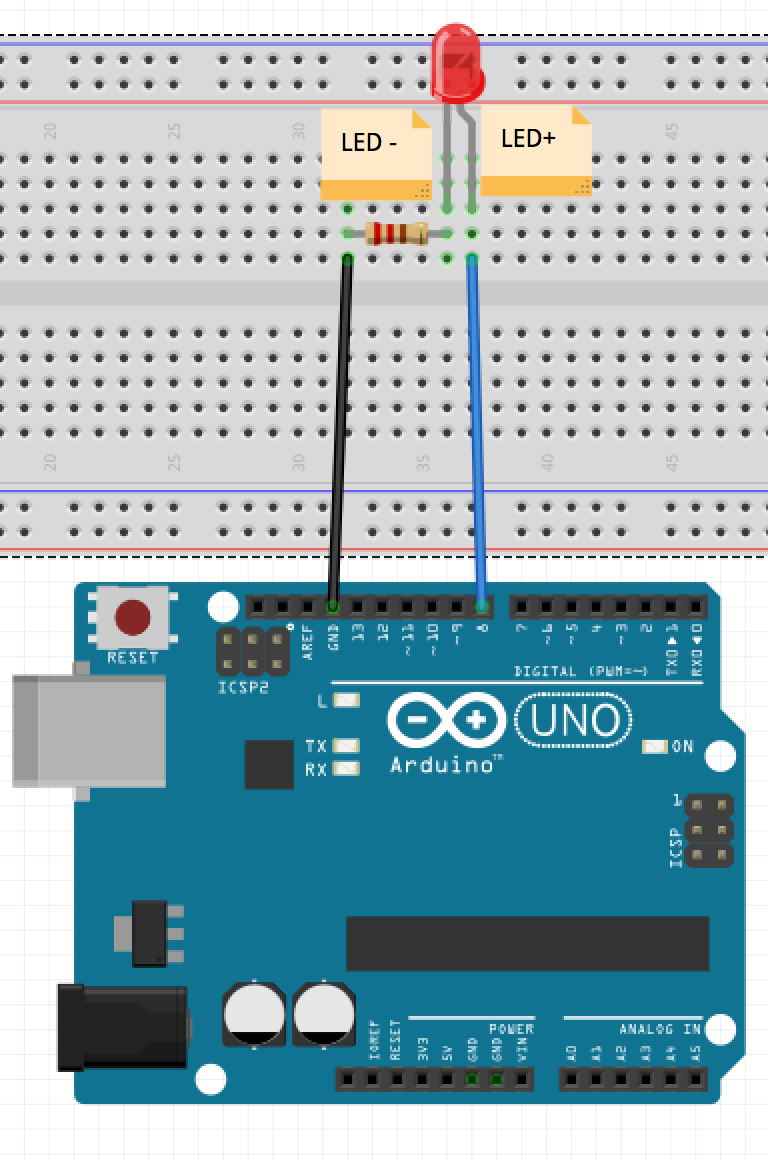 20 25 30 45
LED -
LED+
20 25 30 35 40 45
RESET
ICSP2
AREF GND 13 12 ~11 ~10 ~9 8 7 ~6 ~5 4 ~3 2 TX0▶1 RX0◀0
DIGITAL (PWM=~)
L
TX
RX
UNO
Arduino™
ON
1
ICSP
POWER
ANALOG IN
IOREF RESET 3V3 5V GND GND VIN A0 A1 A2 A3 A4 A5